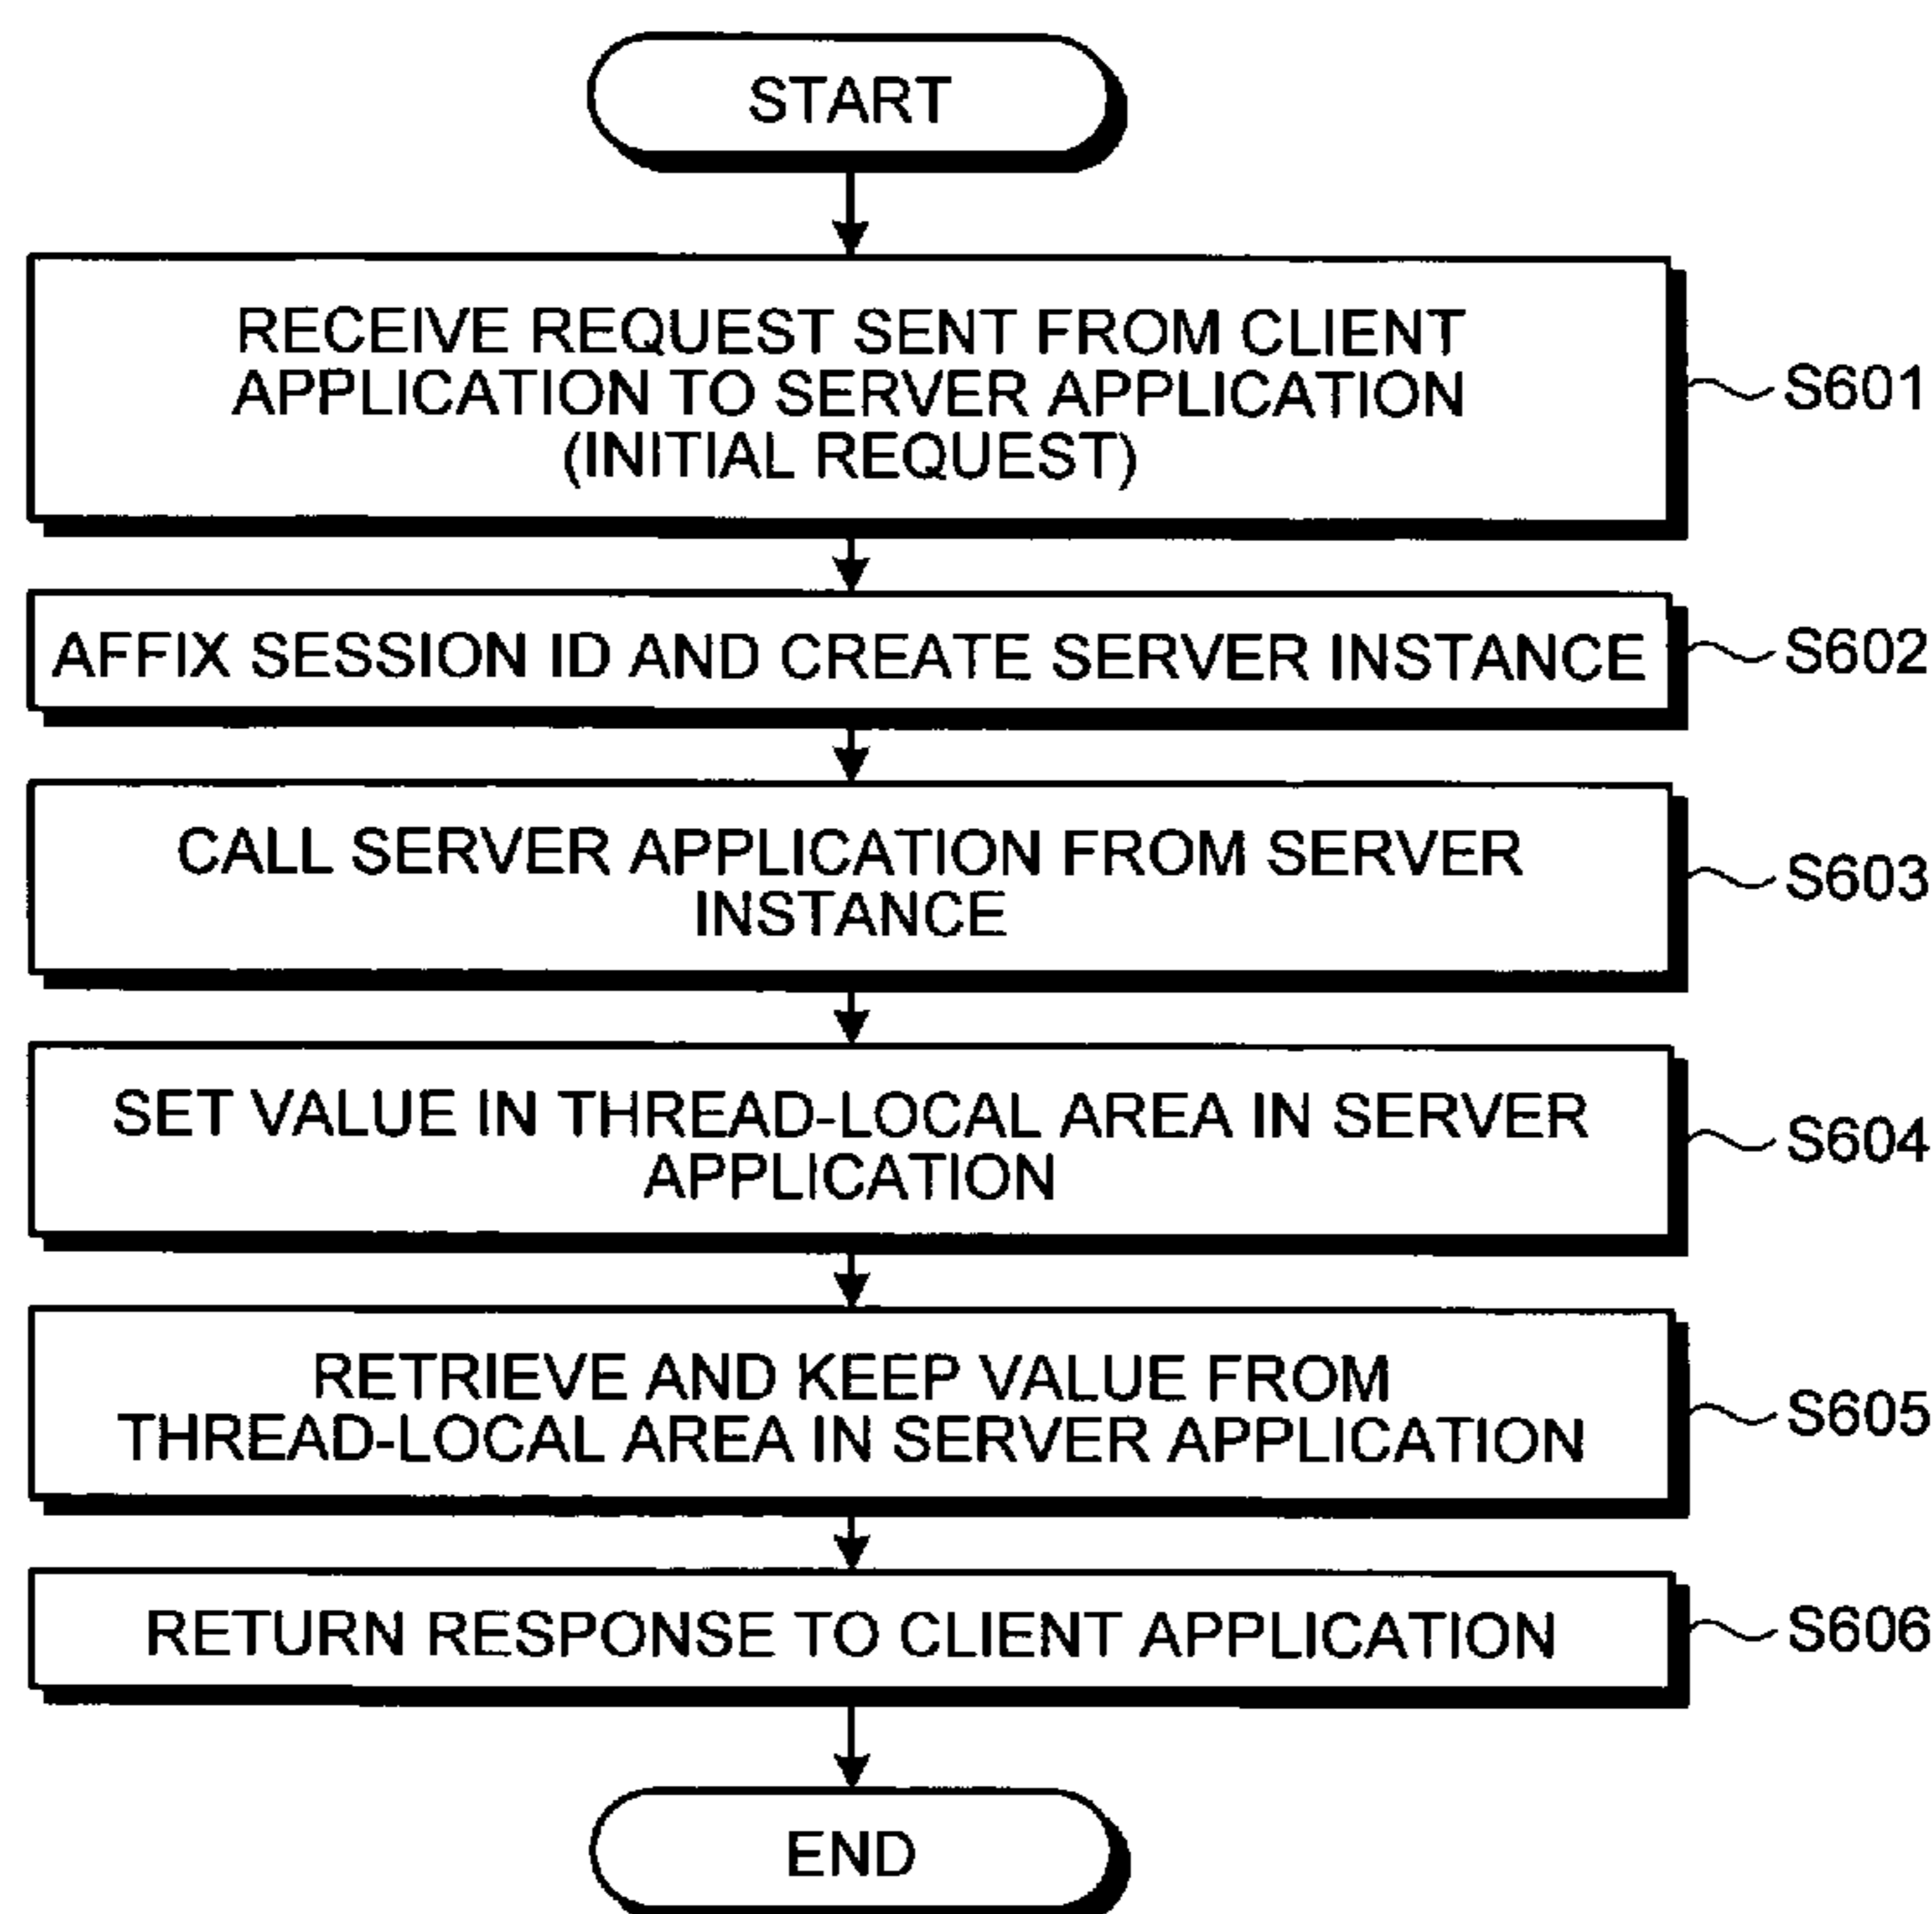 START
RECEIVE REQUEST SENT FROM CLIENT
APPLICATION TO SERVER APPLICATION
(INITIAL REQUEST)
S601
AFFIX SESSION ID AND CREATE SERVER INSTANCE
S602
CALL SERVER APPLICATION FROM SERVER
INSTANCE
S603
SET VALUE IN THREAD-LOCAL AREA IN SERVER
APPLICATION
S604
RETRIEVE AND KEEP VALUE FROM
THREAD-LOCAL AREA IN SERVER APPLICATION
S605
RETURN RESPONSE TO CLIENT APPLICATION
S606
END